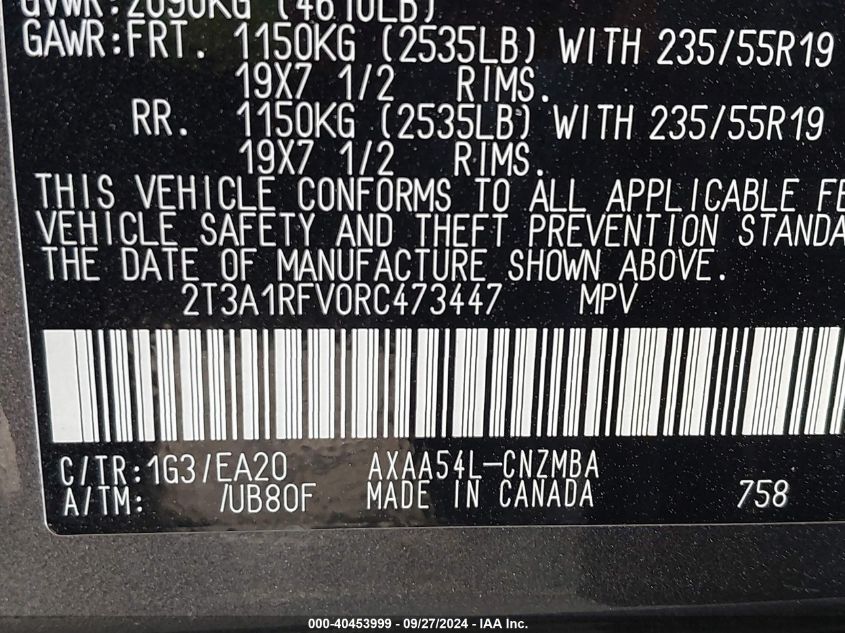 GVWR:2090KG (4610LB)
GAWR:FRT. 1150KG (2535LB) WITH 235/55R19
19X7 1/2 RIMS.
RR. 1150KG (2535LB) WITH 235/55R19
19X7 1/2 RIMS.
THIS VEHICLE CONFORMS TO ALL APPLICABLE FE
VEHICLE SAFETY AND THEFT PREVENTION STANDA
THE DATE OF MANUFACTURE SHOWN ABOVE.
2T3A1RFV0RC473447 MPV
C/TR:1G3/EA20 AXAA54L-CNZMBA
A/TM: /UB80F MADE IN CANADA 758
000-40453999 - 09/27/2024 - IAA Inc.